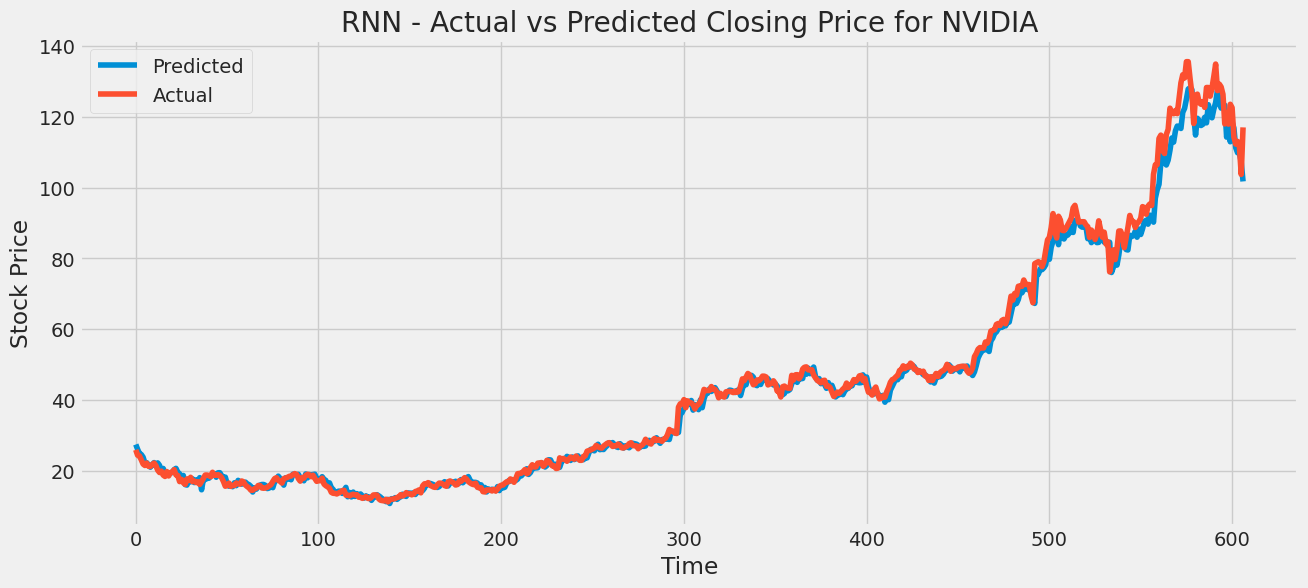 RNN - Actual vs Predicted Closing Price for NVIDIA
140
120
100
80
60
40
20
Stock Price
Predicted
Actual
0
100
200
300
400
500
600
Time